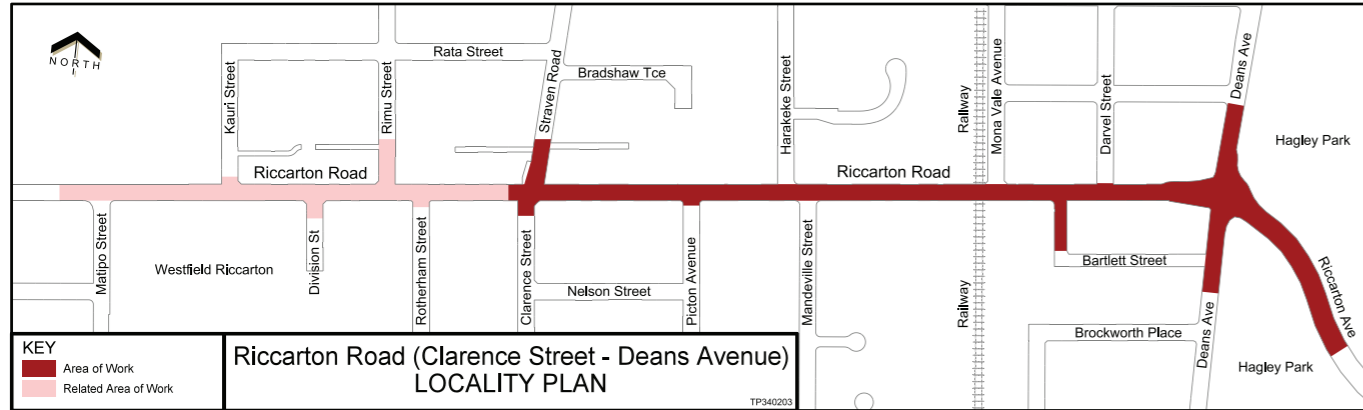 NORTH
Kauri Street
Rimu Street
Rata Street
Straven Road
Bradshaw Tce
Harakeke Street
Railway
Mona Vale Avenue
Darvel Street
Deans Ave
Hagley Park
Riccarton Road
Riccarton Road
Matipo Street
Westfield Riccarton
Division St
Rotherham Street
Clarence Street
Nelson Street
Picton Avenue
Mandeville Street
Railway
Bartlett Street
Brockworth Place
Deans Ave
Riccarton Ave
Hagley Park
KEY
Area of Work
Related Area of Work
Riccarton Road (Clarence Street - Deans Avenue)
LOCALITY PLAN
TP340203